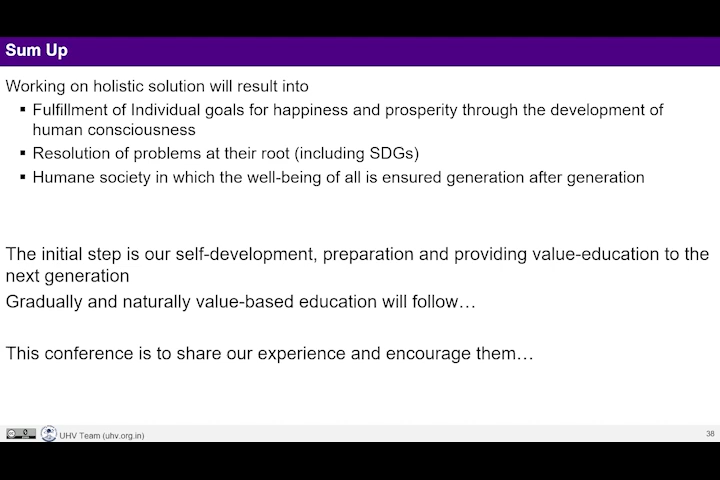 Sum Up
Working on holistic solution will result into
▪ Fulfillment of Individual goals for happiness and prosperity through the development of
human consciousness
▪ Resolution of problems at their root (including SDGs)
▪ Humane society in which the well-being of all is ensured generation after generation
The initial step is our self-development, preparation and providing value-education to the
next generation
Gradually and naturally value-based education will follow…
This conference is to share our experience and encourage them…
UHV Team (uhv.org.in)
38